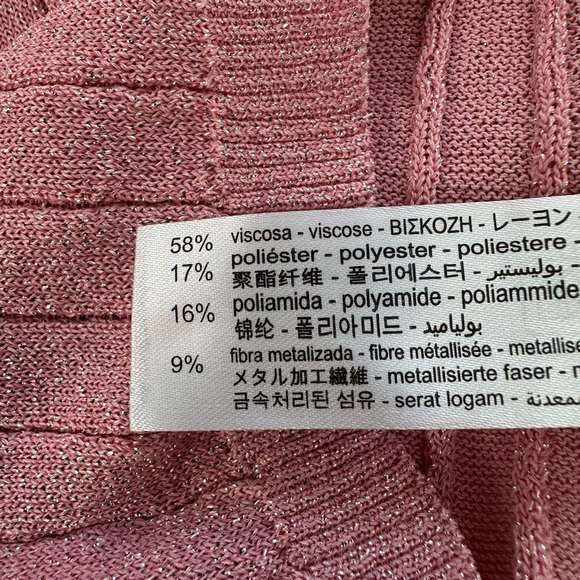 58% viscosa - viscose - ΒΙΣΚΟΖΗ - レーヨン
17% poliéster - polyester - poliestere -
聚酯纤维 - 폴리에스터 - بوليستير -
16% poliamida - polyamide - poliammide
锦纶 - 폴리아미드 - بولياميد
9% fibra metalizada - fibre métallisée -
メタル加工繊維 - metallisierte faser -
금속처리된 섬유 - serat logam -